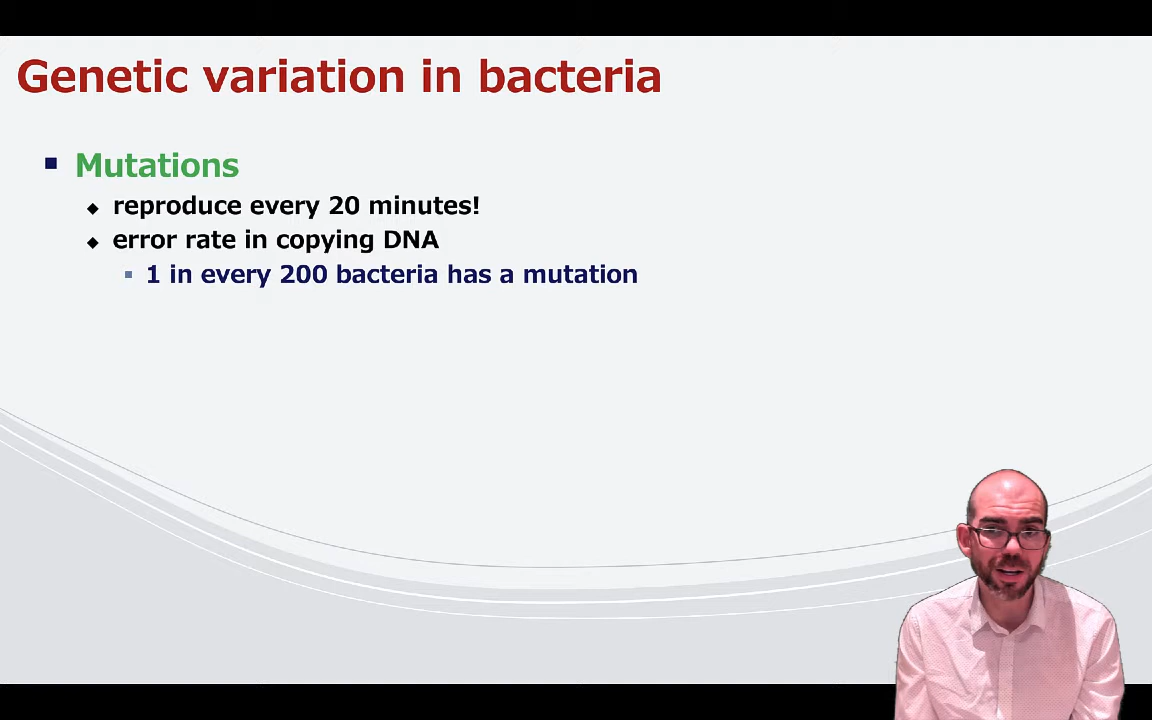 Genetic variation in bacteria
Mutations
reproduce every 20 minutes!
error rate in copying DNA
1 in every 200 bacteria has a mutation